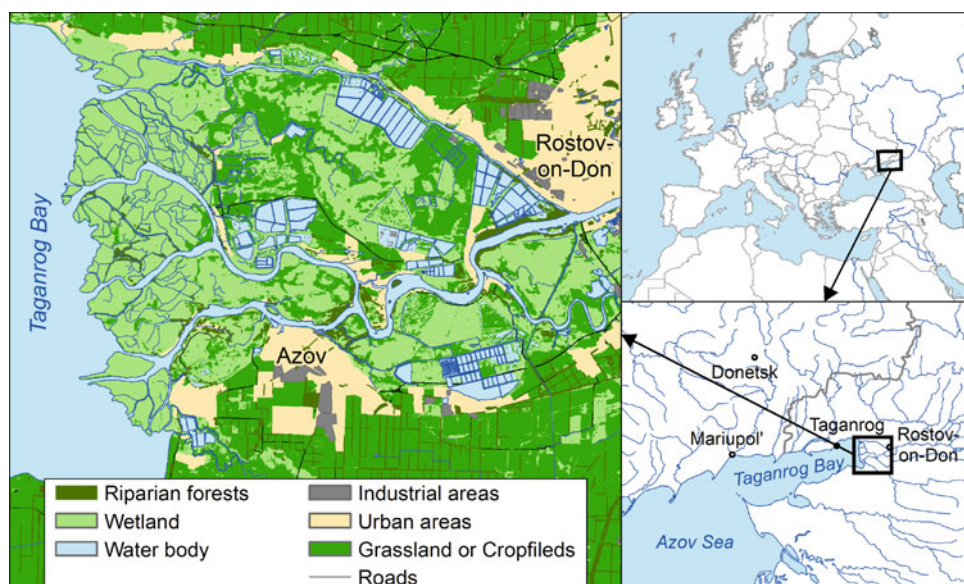 Taganrog Bay
Rostov-
on-Don
Azov
Riparian forests
Wetland
Water body
Industrial areas
Urban areas
Grassland or Cropfileds
Roads
Donetsk
Mariupol'
Taganrog
Rostov-
on-Don
Taganrog Bay
Azov Sea